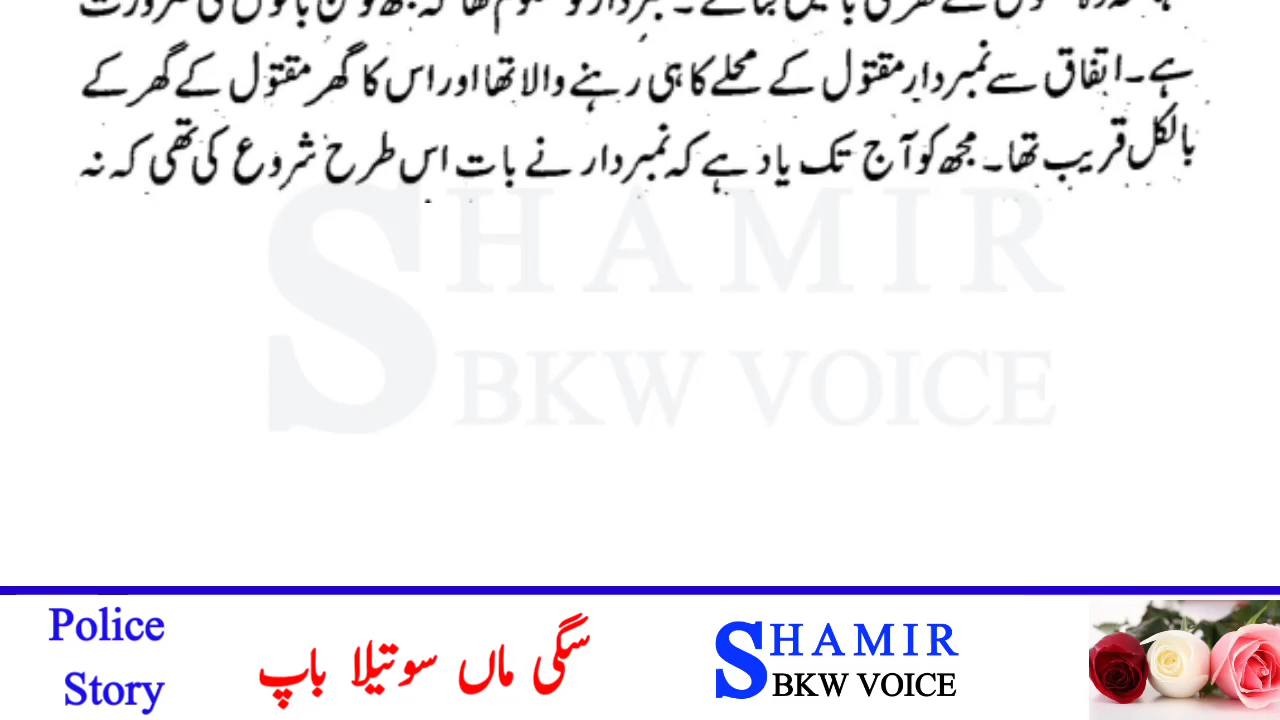 ہے۔ اتفاق سے نمبردار مقتول کے محلے کا ہی رہنے والا تھا اور اس کا گھر مقتول کے گھر کے
بالکل قریب تھا۔ مجھ کو آج تک یاد ہے کہ نمبردار نے بات اس طرح شروع کی تھی کہ نہ
SHAMIR
BKW VOICE
Police
Story
سگی ماں سوتیلا باپ
SHAMIR
BKW VOICE